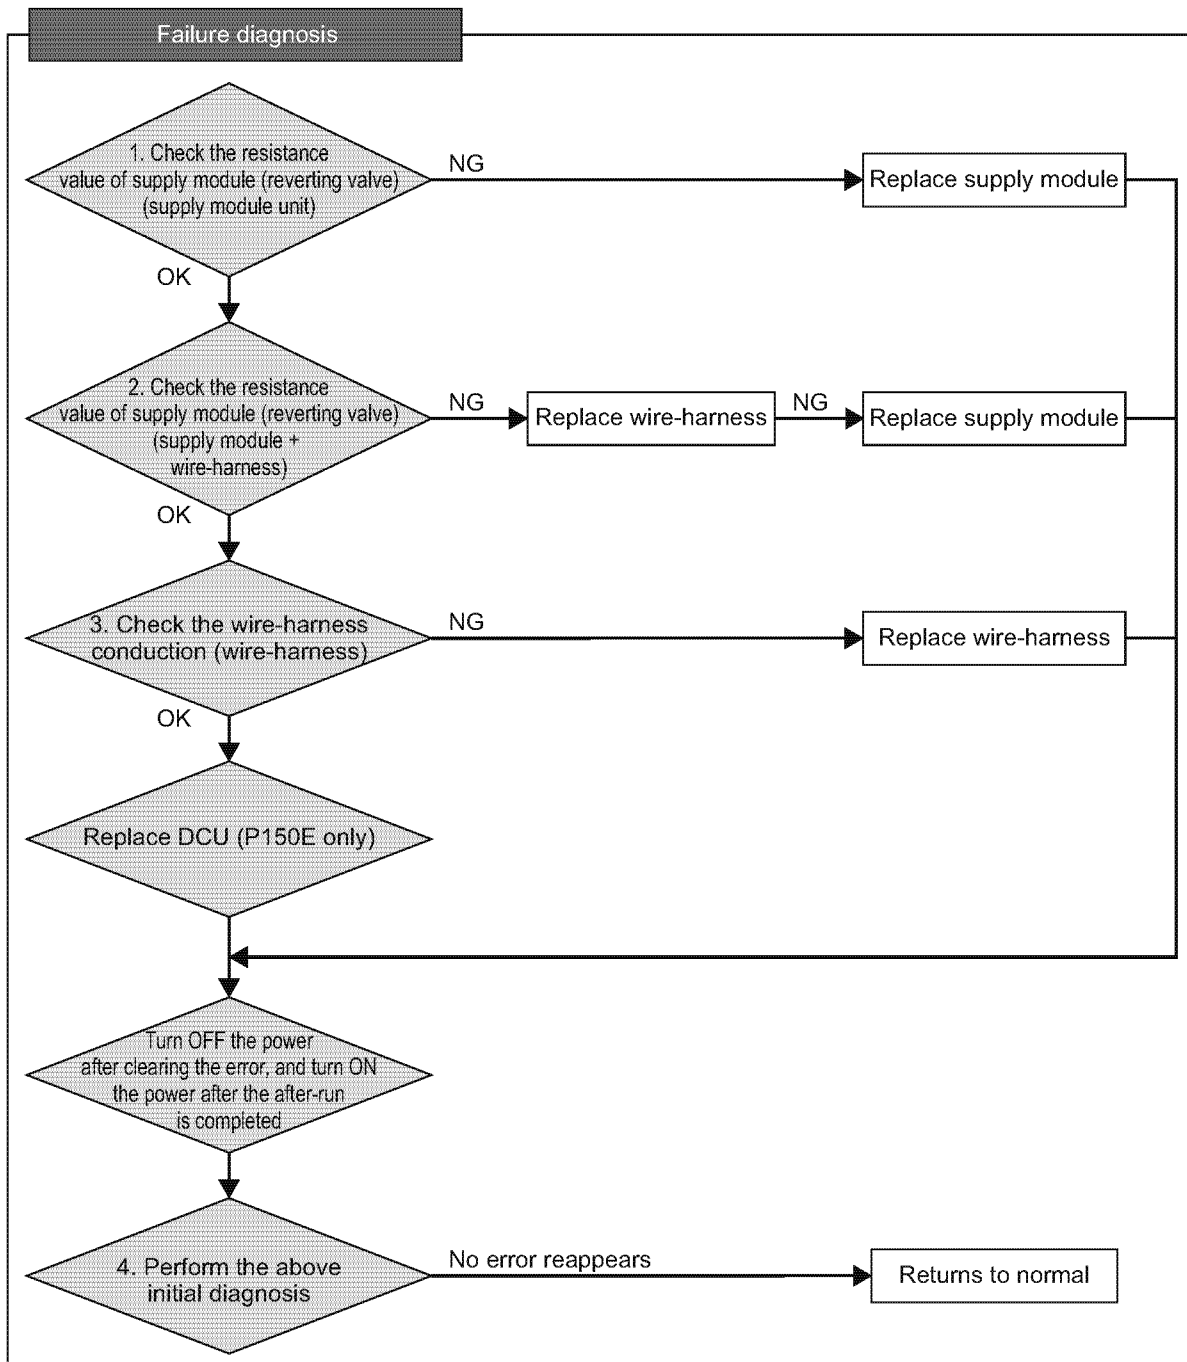 Failure diagnosis
1. Check the resistance
value of supply module (reverting valve)
(supply module unit)
NG
Replace supply module
OK
2. Check the resistance
value of supply module (reverting valve)
(supply module +
wire-harness)
NG
Replace wire-harness
NG
Replace supply module
OK
3. Check the wire-harness
conduction (wire-harness)
NG
Replace wire-harness
OK
Replace DCU (P150E only)
Turn OFF the power
after clearing the error, and turn ON
the power after the after-run
is completed
4. Perform the above
initial diagnosis
No error reappears
Returns to normal